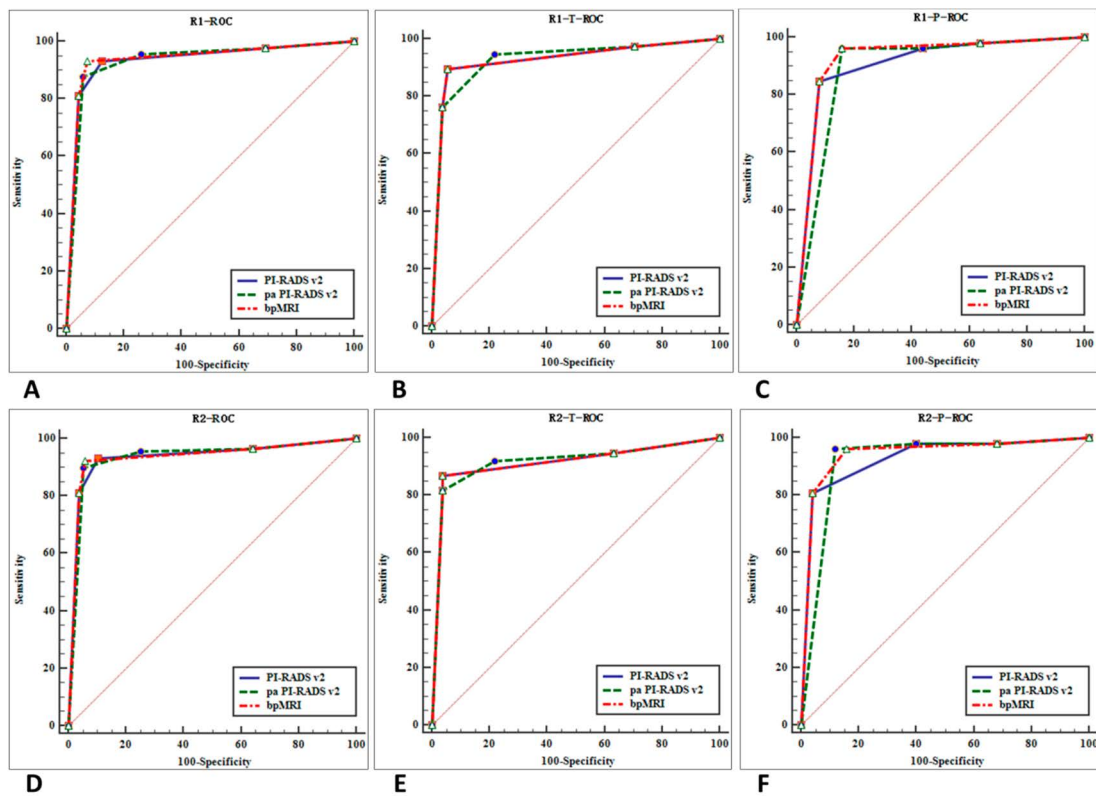 R1-ROC
100
80
60
40
20
0
Sensitivity
PI-RADS v2
pa PI-RADS v2
bpMRI
0 20 40 60 80 100
100-Specificity
A
R1-T-ROC
100
80
60
40
20
0
Sensitivity
PI-RADS v2
pa PI-RADS v2
bpMRI
0 20 40 60 80 100
100-Specificity
B
R1-P-ROC
100
80
60
40
20
0
Sensitivity
PI-RADS v2
pa PI-RADS v2
bpMRI
0 20 40 60 80 100
100-Specificity
C
R2-ROC
100
80
60
40
20
0
Sensitivity
PI-RADS v2
pa PI-RADS v2
bpMRI
0 20 40 60 80 100
100-Specificity
D
R2-T-ROC
100
80
60
40
20
0
Sensitivity
PI-RADS v2
pa PI-RADS v2
bpMRI
0 20 40 60 80 100
100-Specificity
E
R2-P-ROC
100
80
60
40
20
0
Sensitivity
PI-RADS v2
pa PI-RADS v2
bpMRI
0 20 40 60 80 100
100-Specificity
F